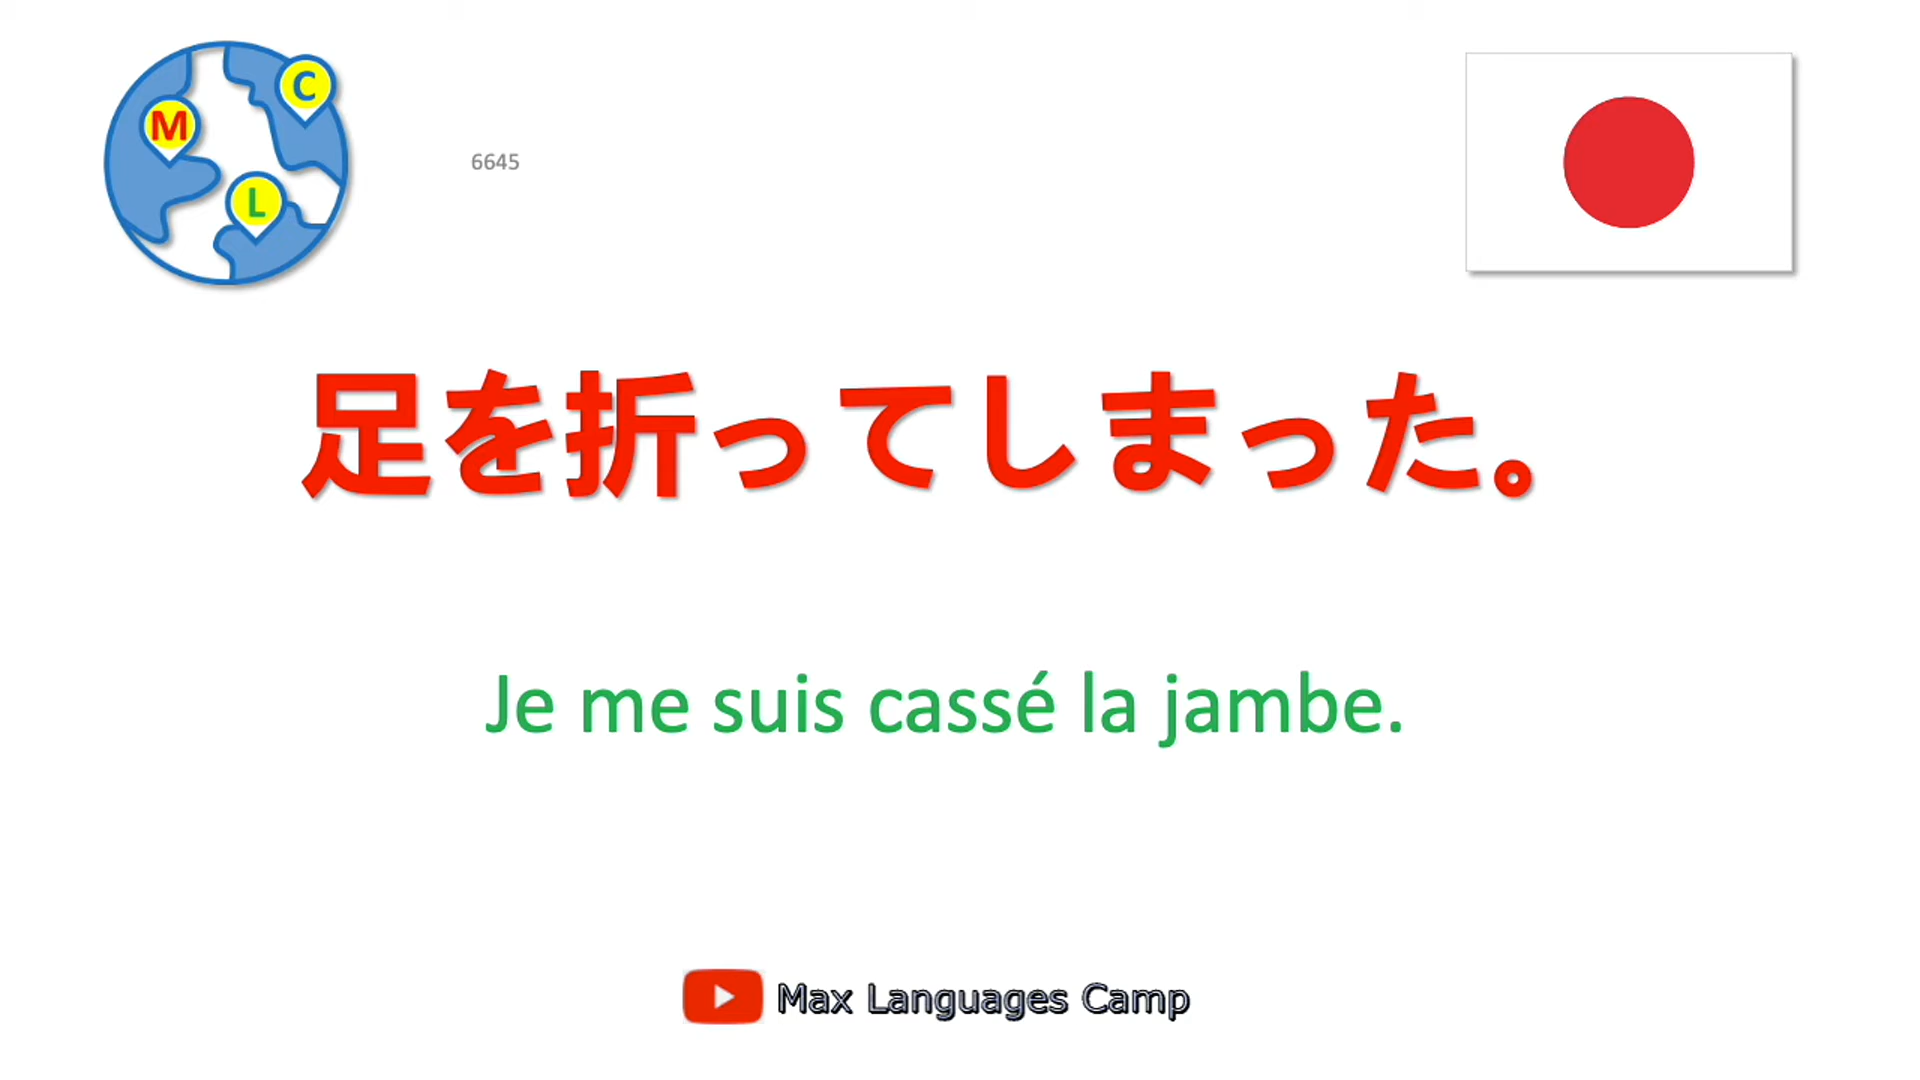 C
M
L
6645
足を折ってしまった。
Je me suis cassé la jambe.
Max Languages Camp